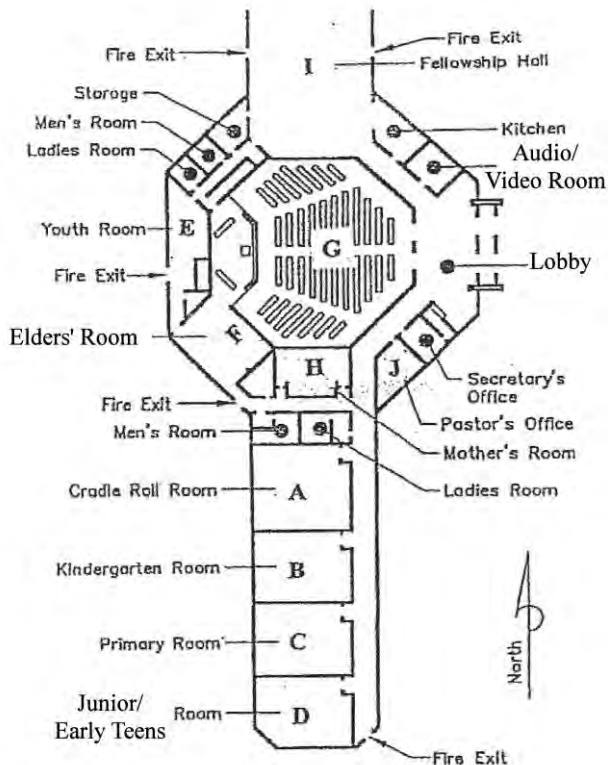 Fire Exit
Fire Exit
I
Fellowship Hall
Storage
Men's Room
Kitchen
Ladies Room
Audio/
Video Room
E
Youth Room
G
Fire Exit
Lobby
Elders' Room
F
H
J
Secretary's
Office
Fire Exit
Pastor's Office
Men's Room
Mother's Room
Ladies Room
Cradle Roll Room
A
Kindergarten Room
B
Primary Room
C
North
Junior/
Early Teens
Room
D
Fire Exit